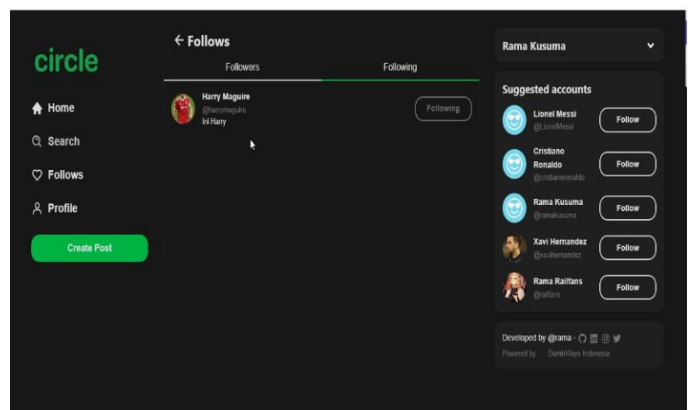 circle
Home
Search
Follows
Profile
Create Post
Follows
Followers
Following
Harry Maguire
@harrymaguire
Ini Harry
Following
Rama Kusuma
Suggested accounts
Lionel Messi
@LionelMessi
Follow
Cristiano
Ronaldo
@cristianoronaldo
Follow
Rama Kusuma
@ramakusuma
Follow
Xavi Hernandez
@xavihernandez
Follow
Rama Railfans
@railfans
Follow
Developed by @rama -
Powered by DumbWays Indonesia